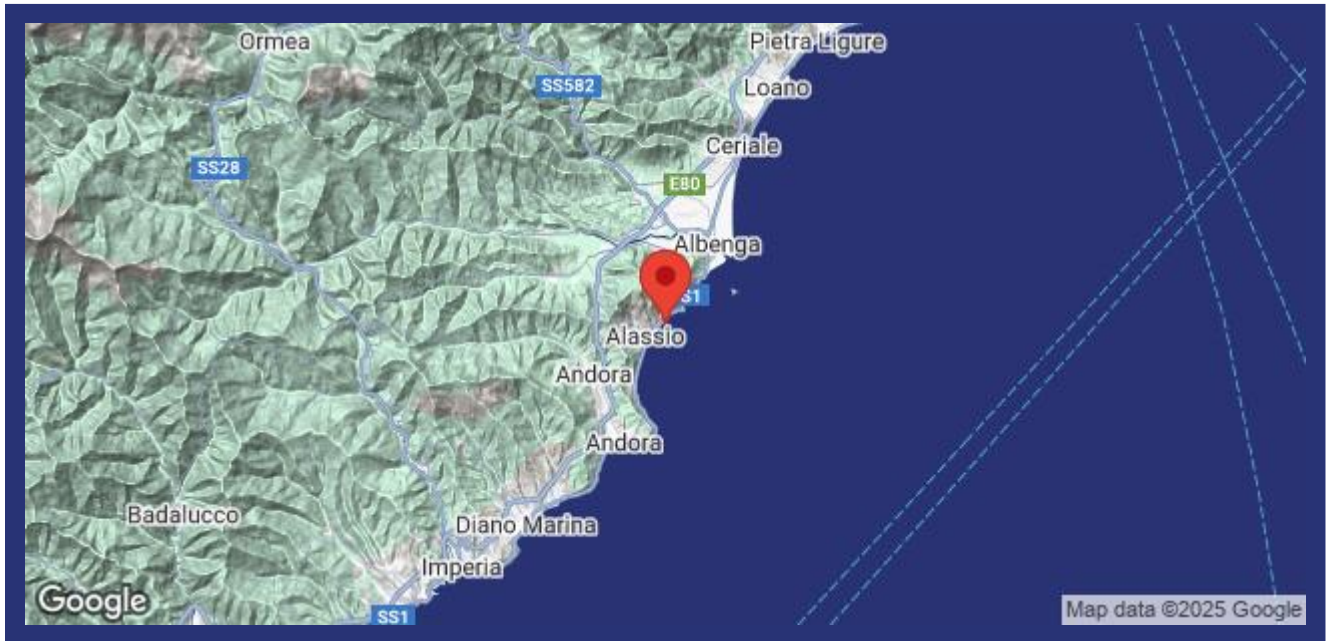 Ormea
Pietra Ligure
SS582
Loano
Ceriale
SS28
E80
Albenga
S1
Alassio
Andora
Andora
Badalucco
Diano Marina
Imperia
Google
SS1
Map data ©2025 Google